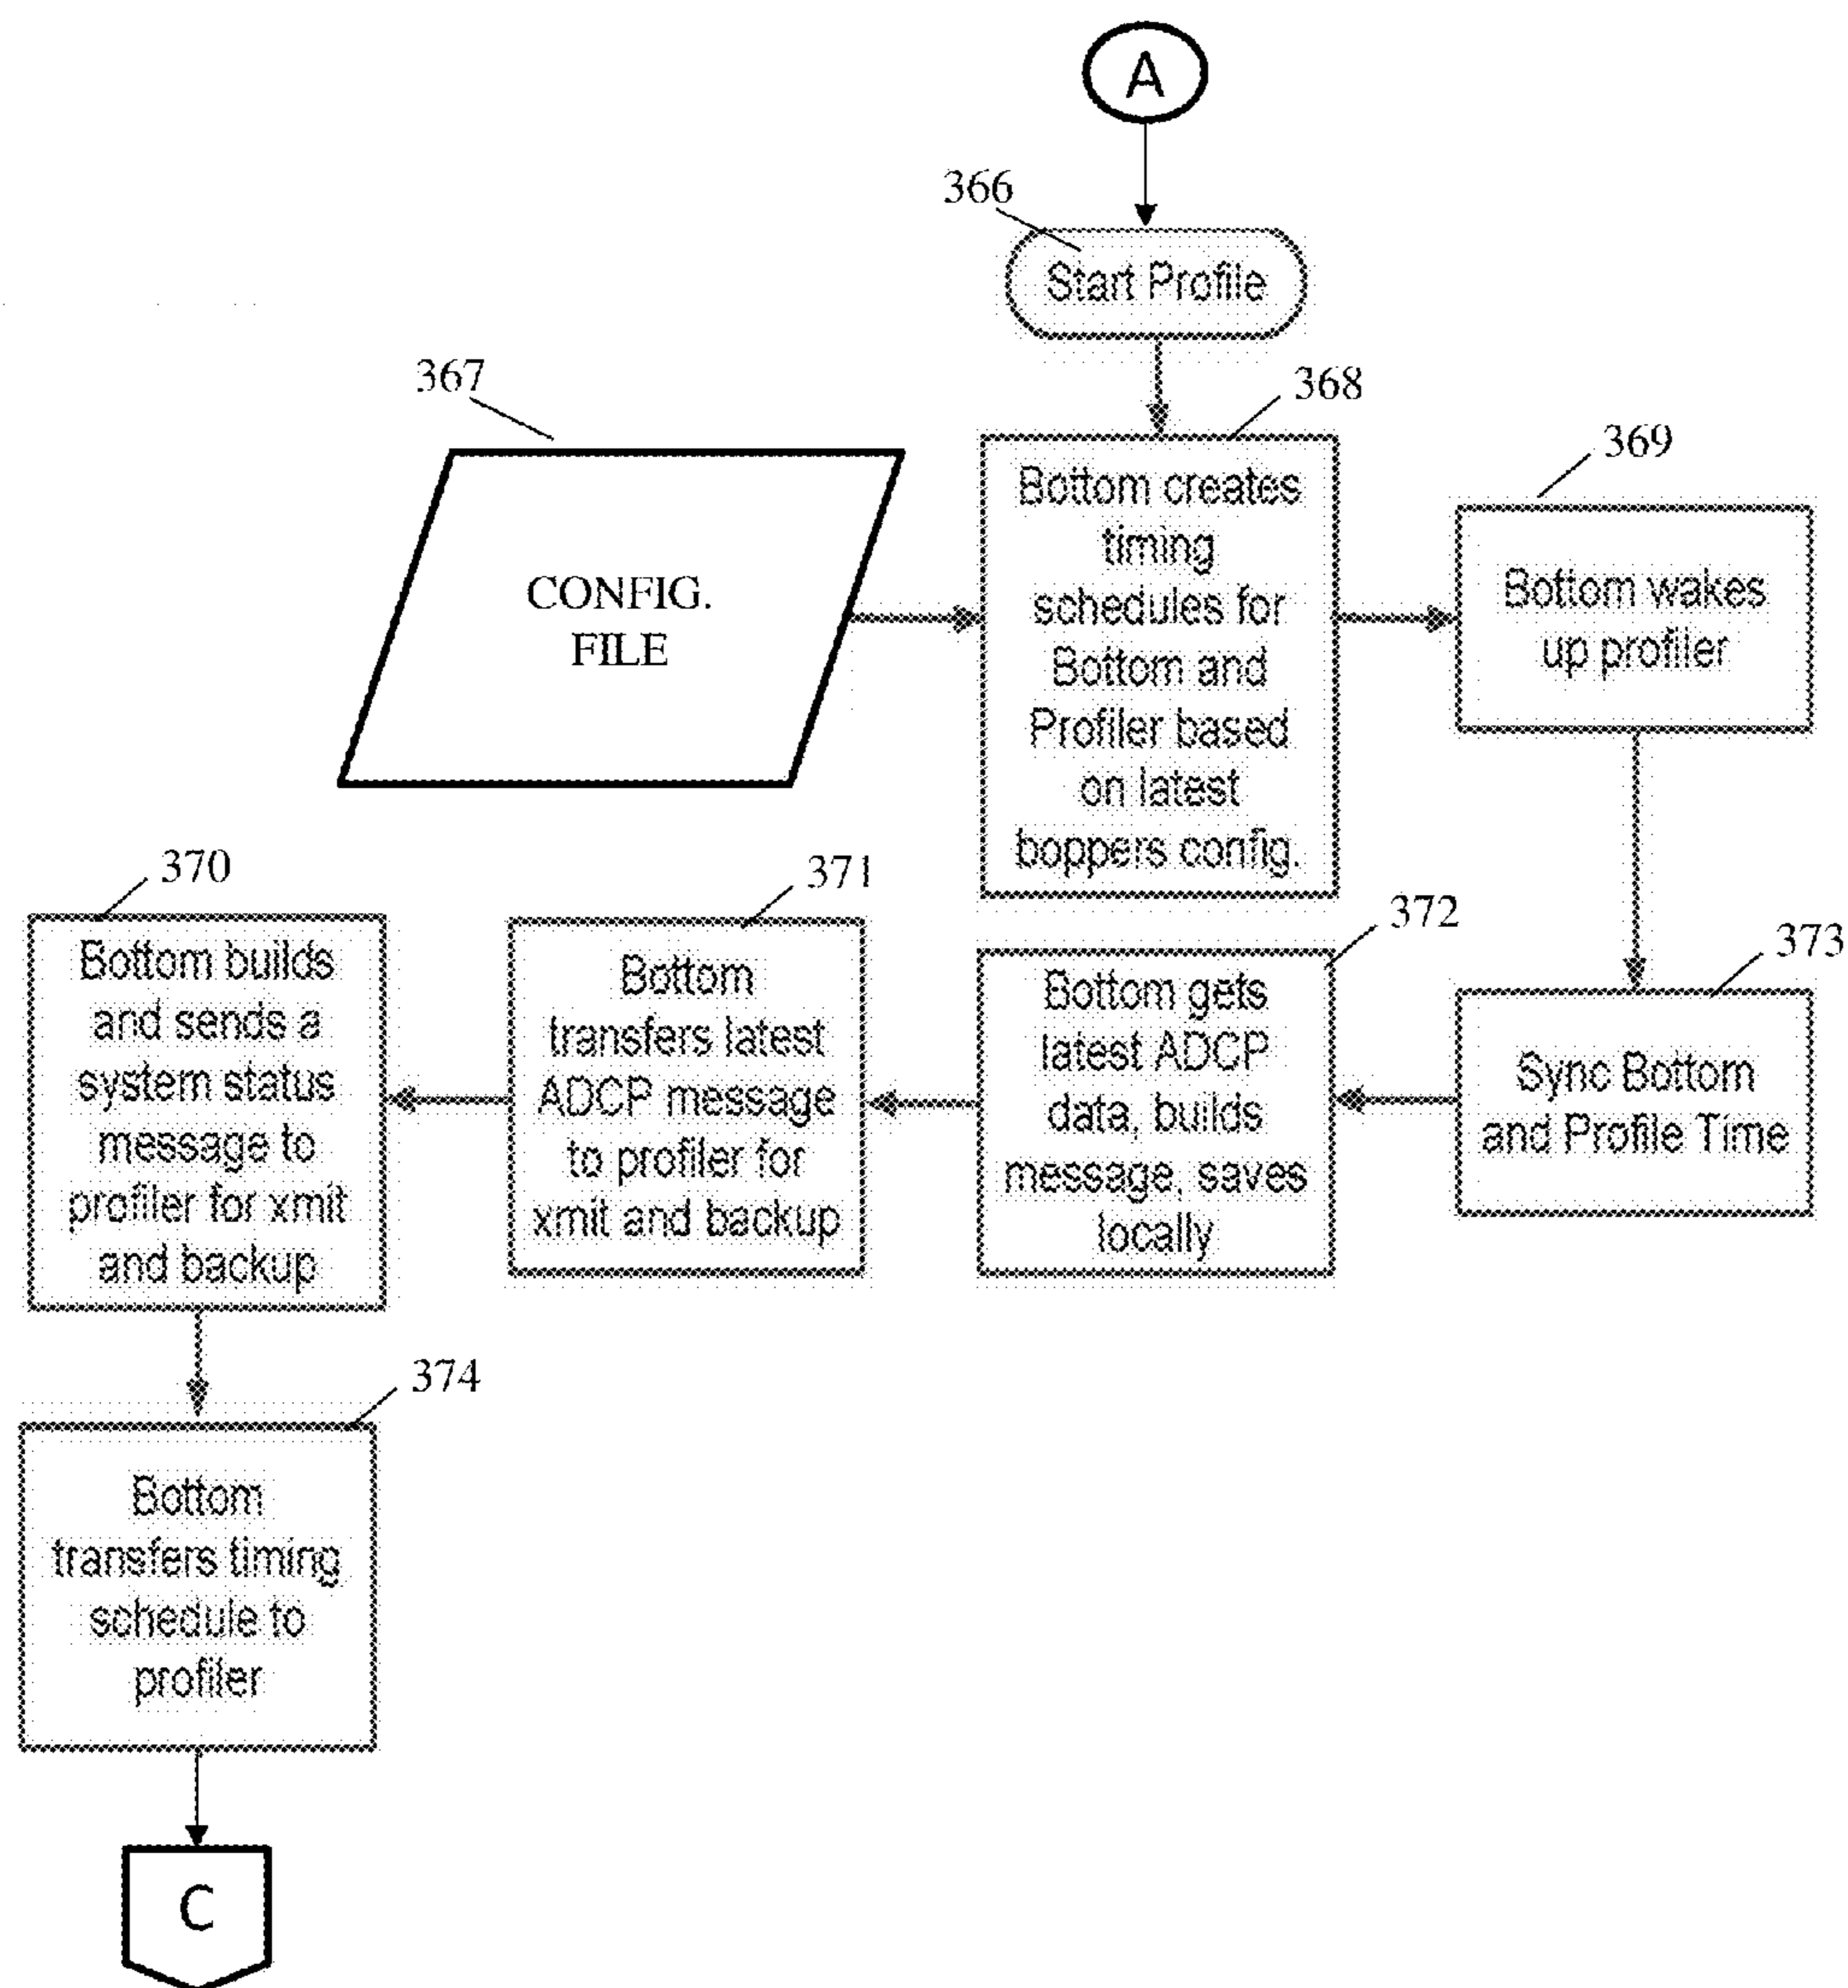 A
366
Start Profile
367
CONFIG.
FILE
368
Bottom creates
timing
schedules for
Bottom and
Profiler based
on latest
boppers config.
369
Bottom wakes
up profiler
370
Bottom builds
and sends a
system status
message to
profiler for xmit
and backup
371
Bottom
transfers latest
ADCP message
to profiler for
xmit and backup
372
Bottom gets
latest ADCP
data, builds
message, saves
locally
373
Sync Bottom
and Profile Time
374
Bottom
transfers timing
schedule to
profiler
C